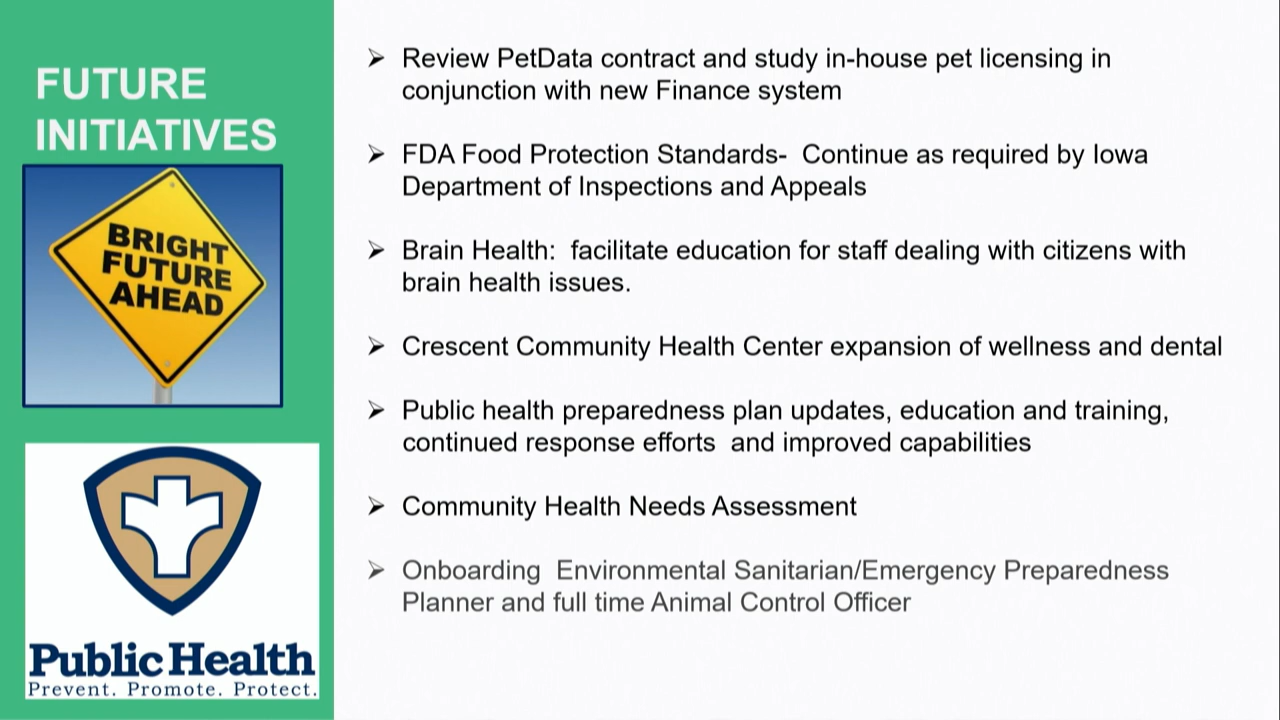 FUTURE
INITIATIVES
BRIGHT
FUTURE
AHEAD
Public Health
Prevent. Promote. Protect.
➢ Review PetData contract and study in-house pet licensing in
conjunction with new Finance system
➢ FDA Food Protection Standards-  Continue as required by Iowa
Department of Inspections and Appeals
➢ Brain Health:  facilitate education for staff dealing with citizens with
brain health issues.
➢ Crescent Community Health Center expansion of wellness and dental
➢ Public health preparedness plan updates, education and training,
continued response efforts  and improved capabilities
➢ Community Health Needs Assessment
➢ Onboarding  Environmental Sanitarian/Emergency Preparedness
Planner and full time Animal Control Officer